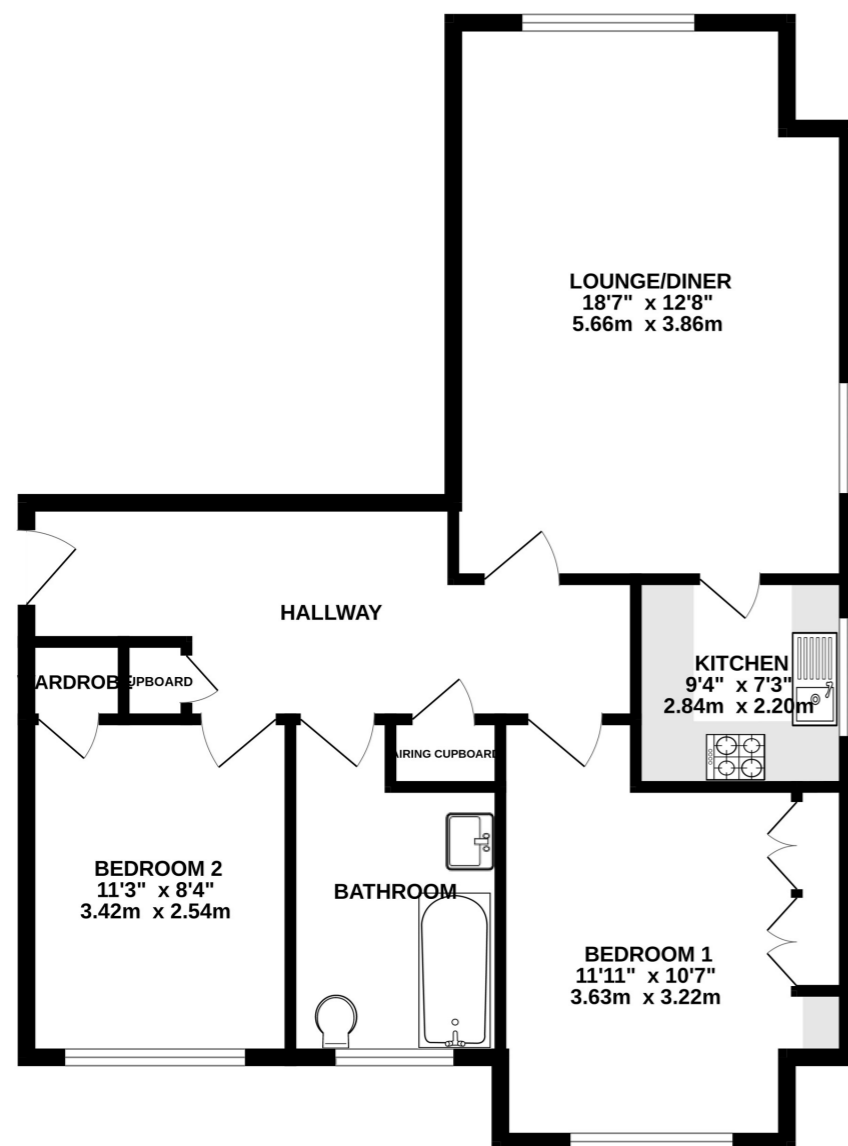 LOUNGE/DINER
18'7" x 12'8"
5.66m x 3.86m
HALLWAY
KITCHEN
9'4" x 7'3"
2.84m x 2.20m
WARDROBE
CUPBOARD
AIRING CUPBOARD
BEDROOM 2
11'3" x 8'4"
3.42m x 2.54m
BATHROOM
BEDROOM 1
11'11" x 10'7"
3.63m x 3.22m